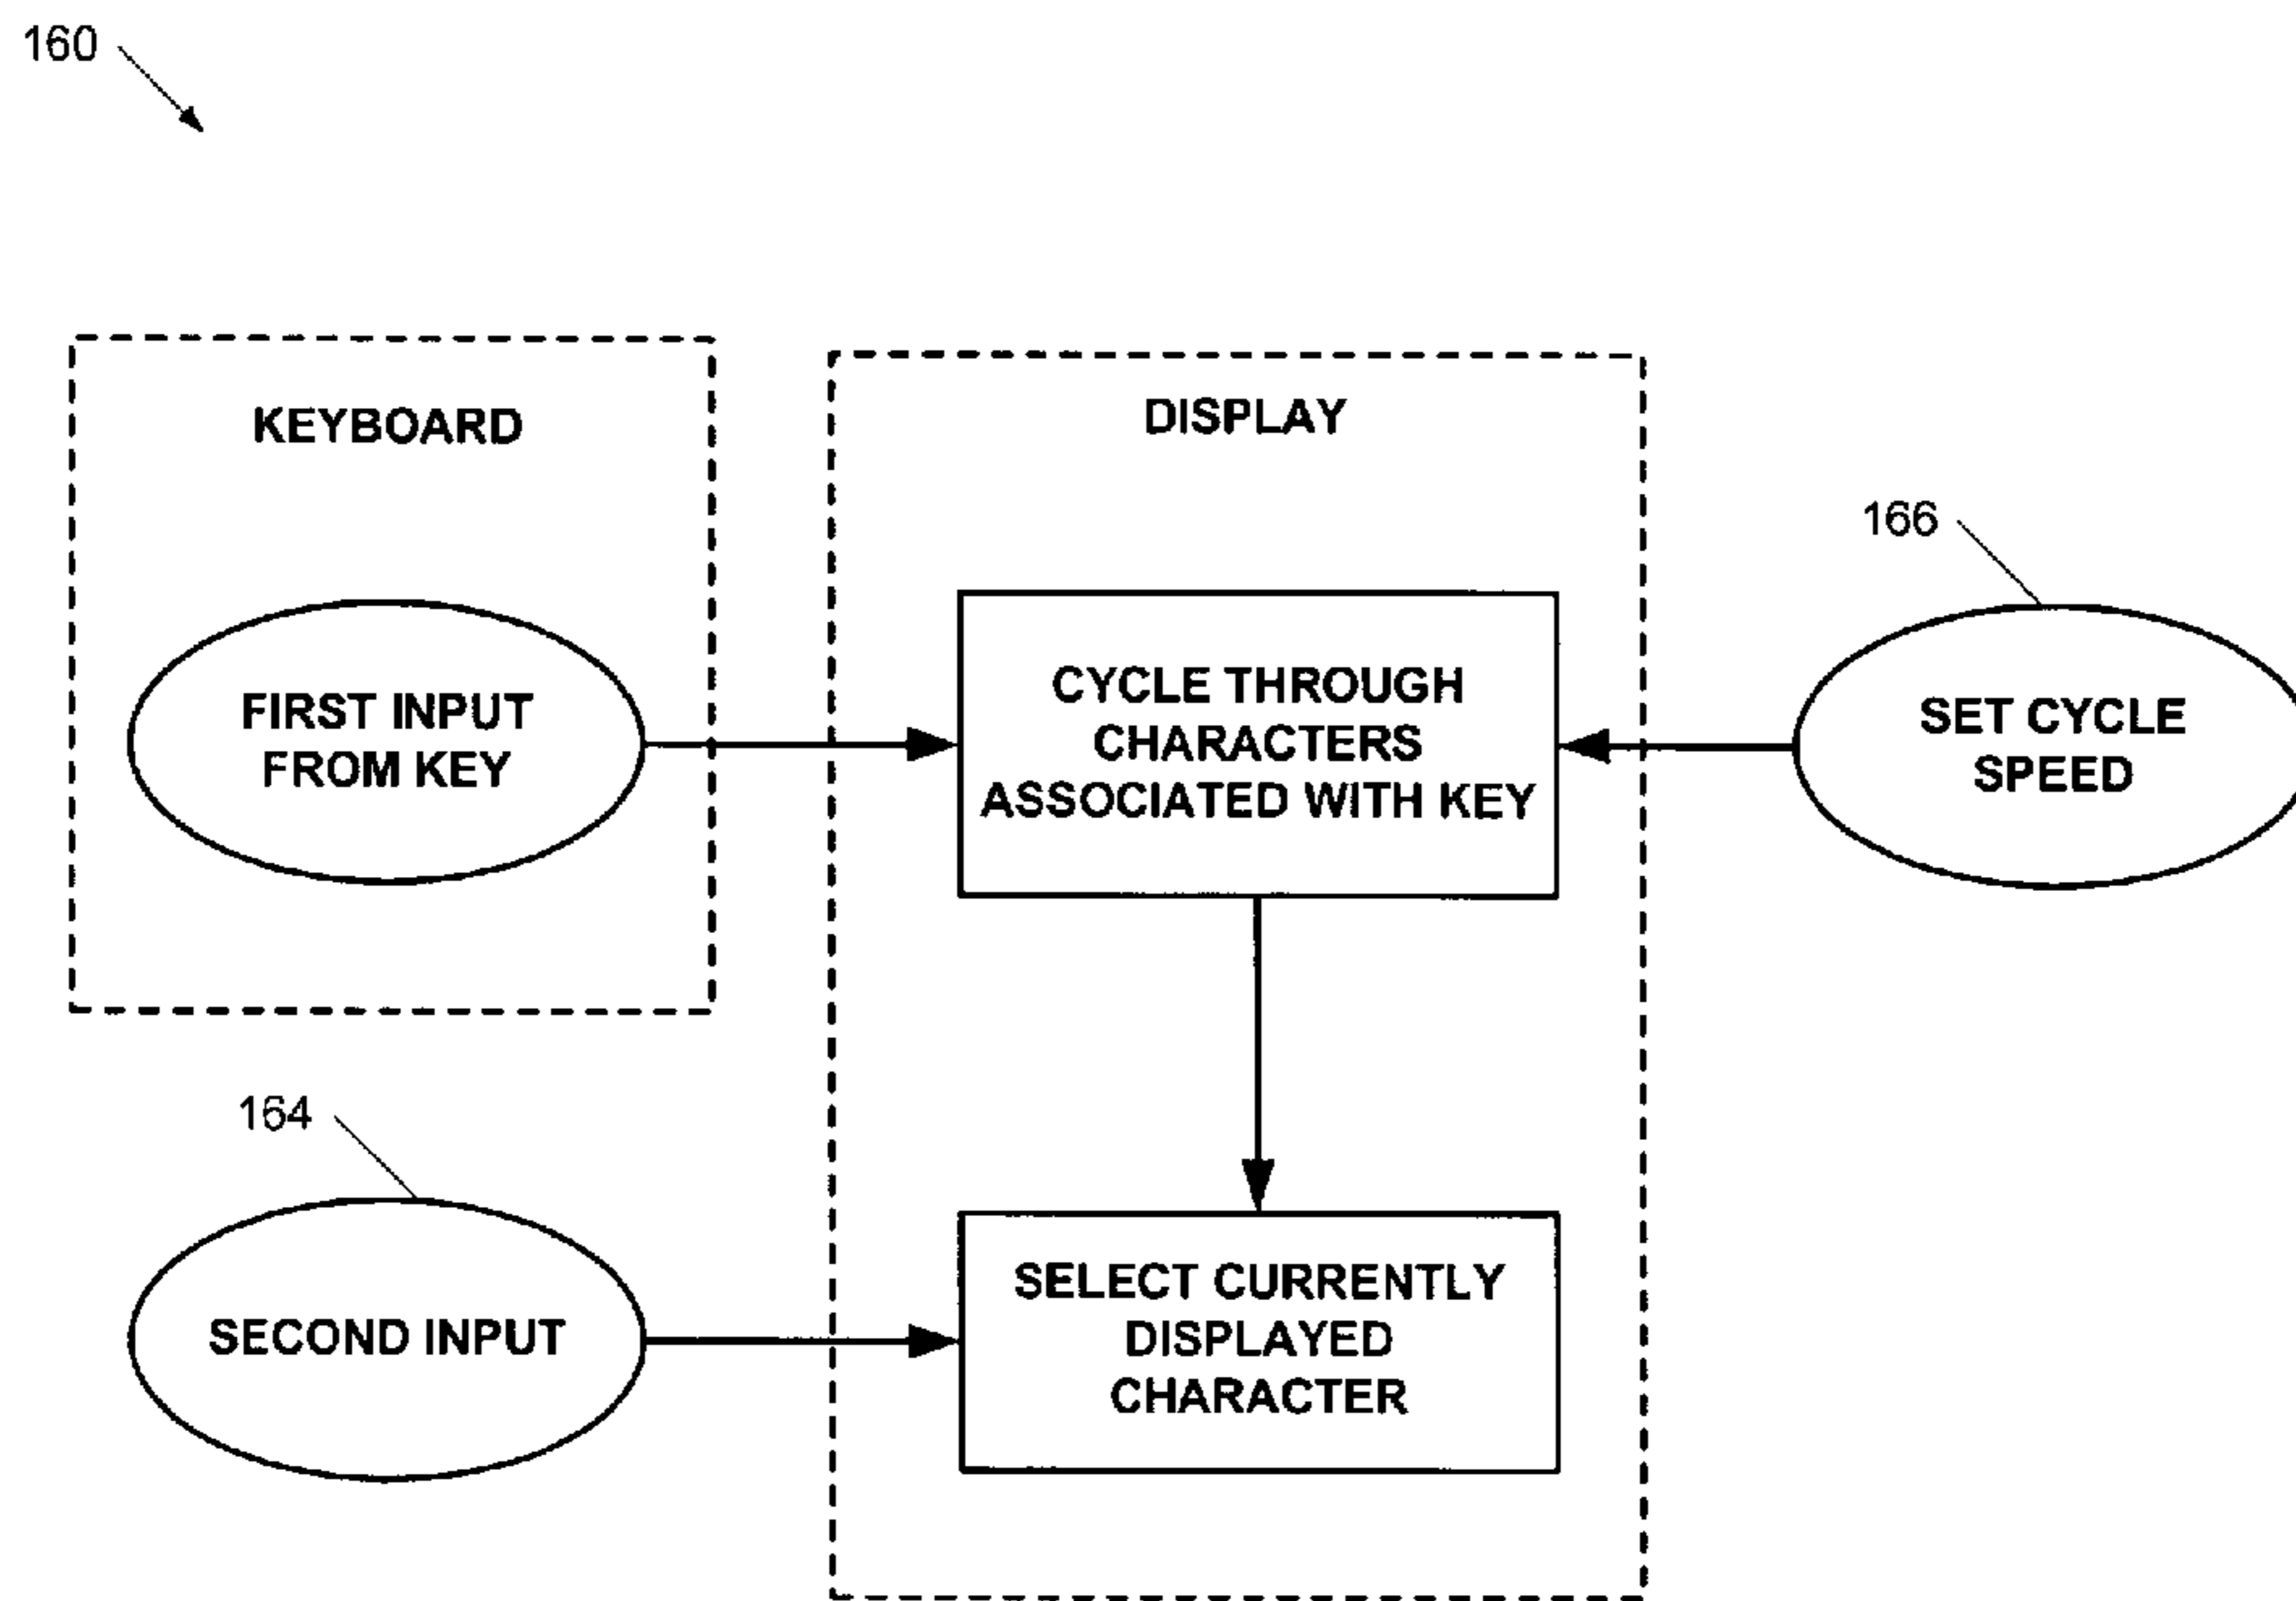 160
KEYBOARD
DISPLAY
166
FIRST INPUT
FROM KEY
CYCLE THROUGH
CHARACTERS
ASSOCIATED WITH KEY
SET CYCLE
SPEED
164
SECOND INPUT
SELECT CURRENTLY
DISPLAYED
CHARACTER